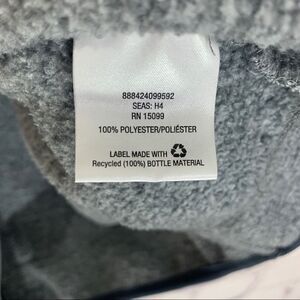 888424099592
SEAS: H4
RN 15099
100% POLYESTER/POLIÉSTER
LABEL MADE WITH
Recycled (100%) BOTTLE MATERIAL